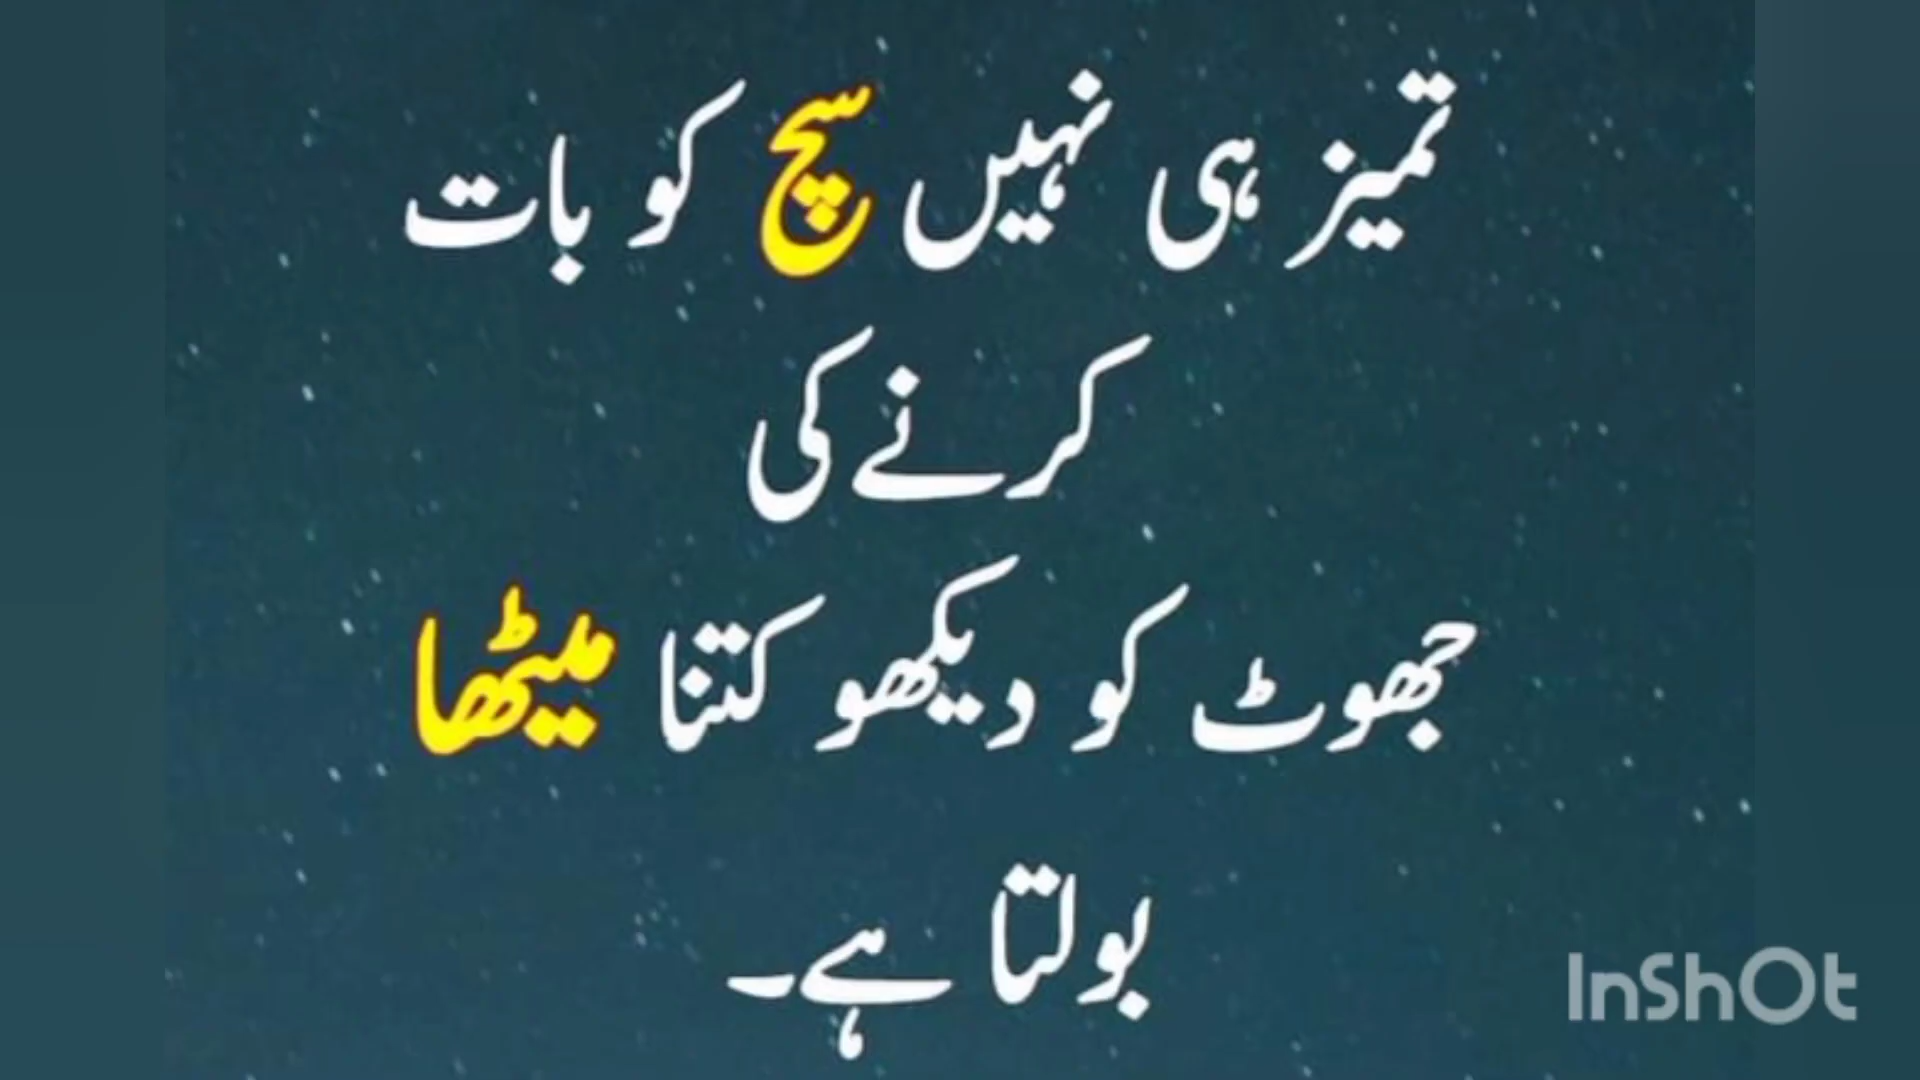 تمیز ہی نہیں سچ کو بات
کرنے کی
جھوٹ کو دیکھو کتنا میٹھا
بولتا ہے۔
InShOt